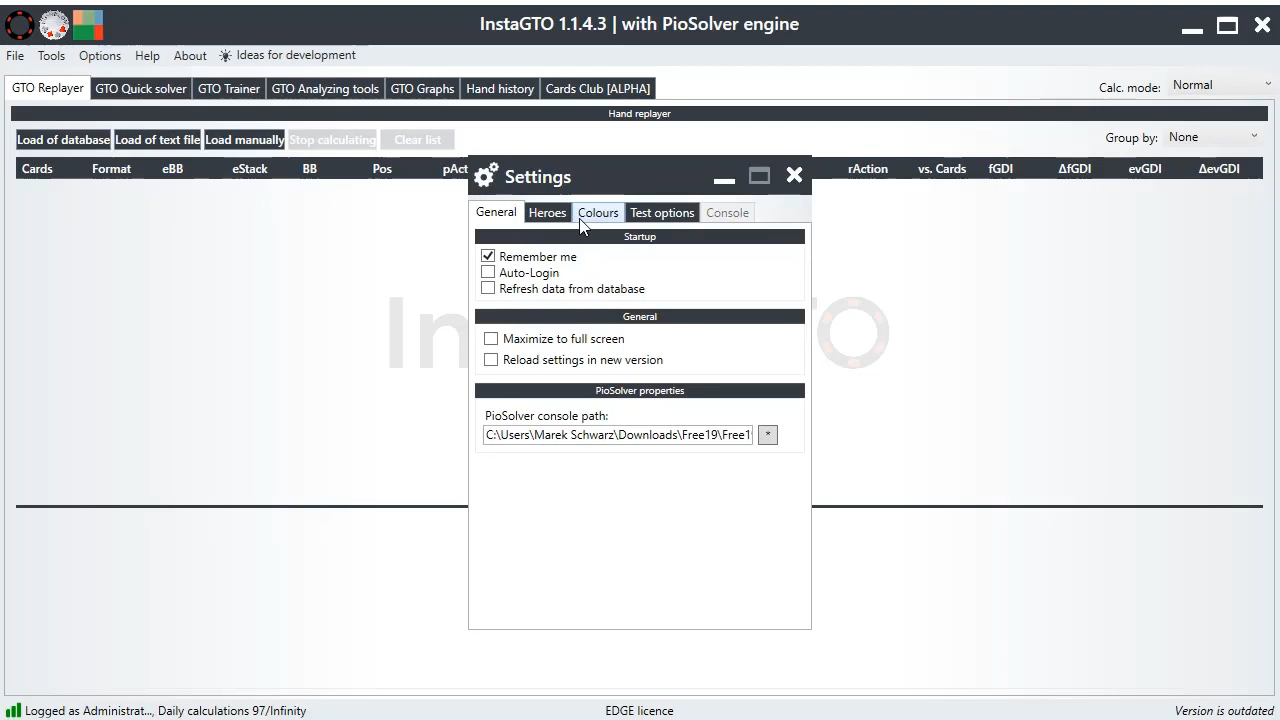 InstaGTO 1.1.4.3 | with PioSolver engine
File Tools Options Help About Ideas for development
GTO Replayer GTO Quick solver GTO Trainer GTO Analyzing tools GTO Graphs Hand history Cards Club [ALPHA] Calc. mode: Normal
Hand replayer
Load of database Load of text file Load manually Stop calculating Clear list Group by: None
Cards Format eBB eStack BB Pos pAct rAction vs. Cards fGDI ΔfGDI evGDI ΔevGDI
Settings
General Heroes Colours Test options Console
Startup
Remember me
Auto-Login
Refresh data from database
General
Maximize to full screen
Reload settings in new version
PioSolver properties
PioSolver console path:
C:\Users\Marek Schwarz\Downloads\Free19\Free1 *
Logged as Administrat..., Daily calculations 97/Infinity EDGE licence Version is outdated